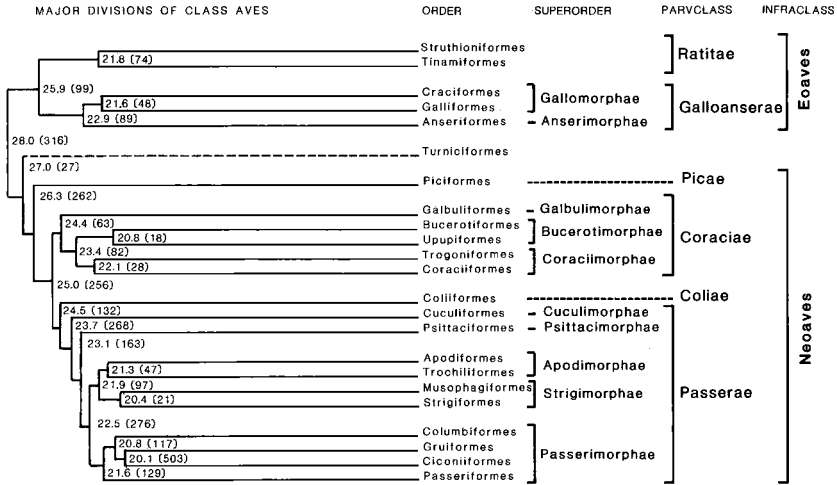 MAJOR DIVISIONS OF CLASS AVES ORDER SUPERORDER PARVCLASS INFRACLASS
Struthioniformes
21.8 (74) Ratitae
Tinamiformes
25.9 (99) Craciformes
21.6 (48) Gallomorphae
Galliformes Galloanserae Eoaves
22.9 (89) Anseriformes Anserimorphae
28.0 (316)
Turniciformes
27.0 (27)
Piciformes Picae
26.3 (262)
Galbuliformes Galbulimorphae
24.4 (63) Bucerotiformes
20.8 (18) Bucerotimorphae
Upupiformes Coraciae
23.4 (82) Trogoniformes
22.1 (28) Coraciimorphae
Coraciiformes
25.0 (256)
Coliiformes Coliae
24.5 (132) Cuculiformes Cuculimorphae
23.7 (268) Psittaciformes Psittacimorphae Neoaves
23.1 (163)
Apodiformes
21.3 (47) Apodimorphae
Trochiliformes
21.9 (97) Musophagiformes Passerae
20.4 (21) Strigimorphae
Strigiformes
22.5 (276)
Columbiformes
20.8 (117) Gruiformes
20.1 (503) Passerimorphae
Ciconiiformes
21.6 (129) Passeriformes